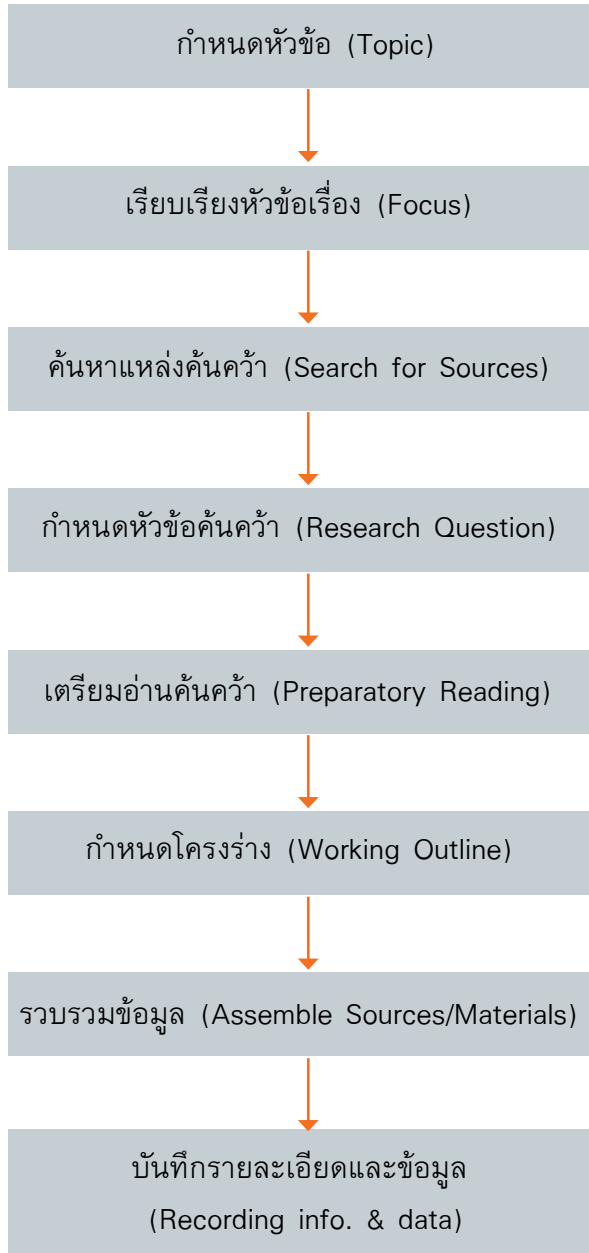 กำหนดหัวข้อ (Topic)
เรียบเรียงหัวข้อเรื่อง (Focus)
ค้นหาแหล่งค้นคว้า (Search for Sources)
กำหนดหัวข้อค้นคว้า (Research Question)
เตรียมอ่านค้นคว้า (Preparatory Reading)
กำหนดโครงร่าง (Working Outline)
รวบรวมข้อมูล (Assemble Sources/Materials)
บันทึกรายละเอียดและข้อมูล
(Recording info. & data)